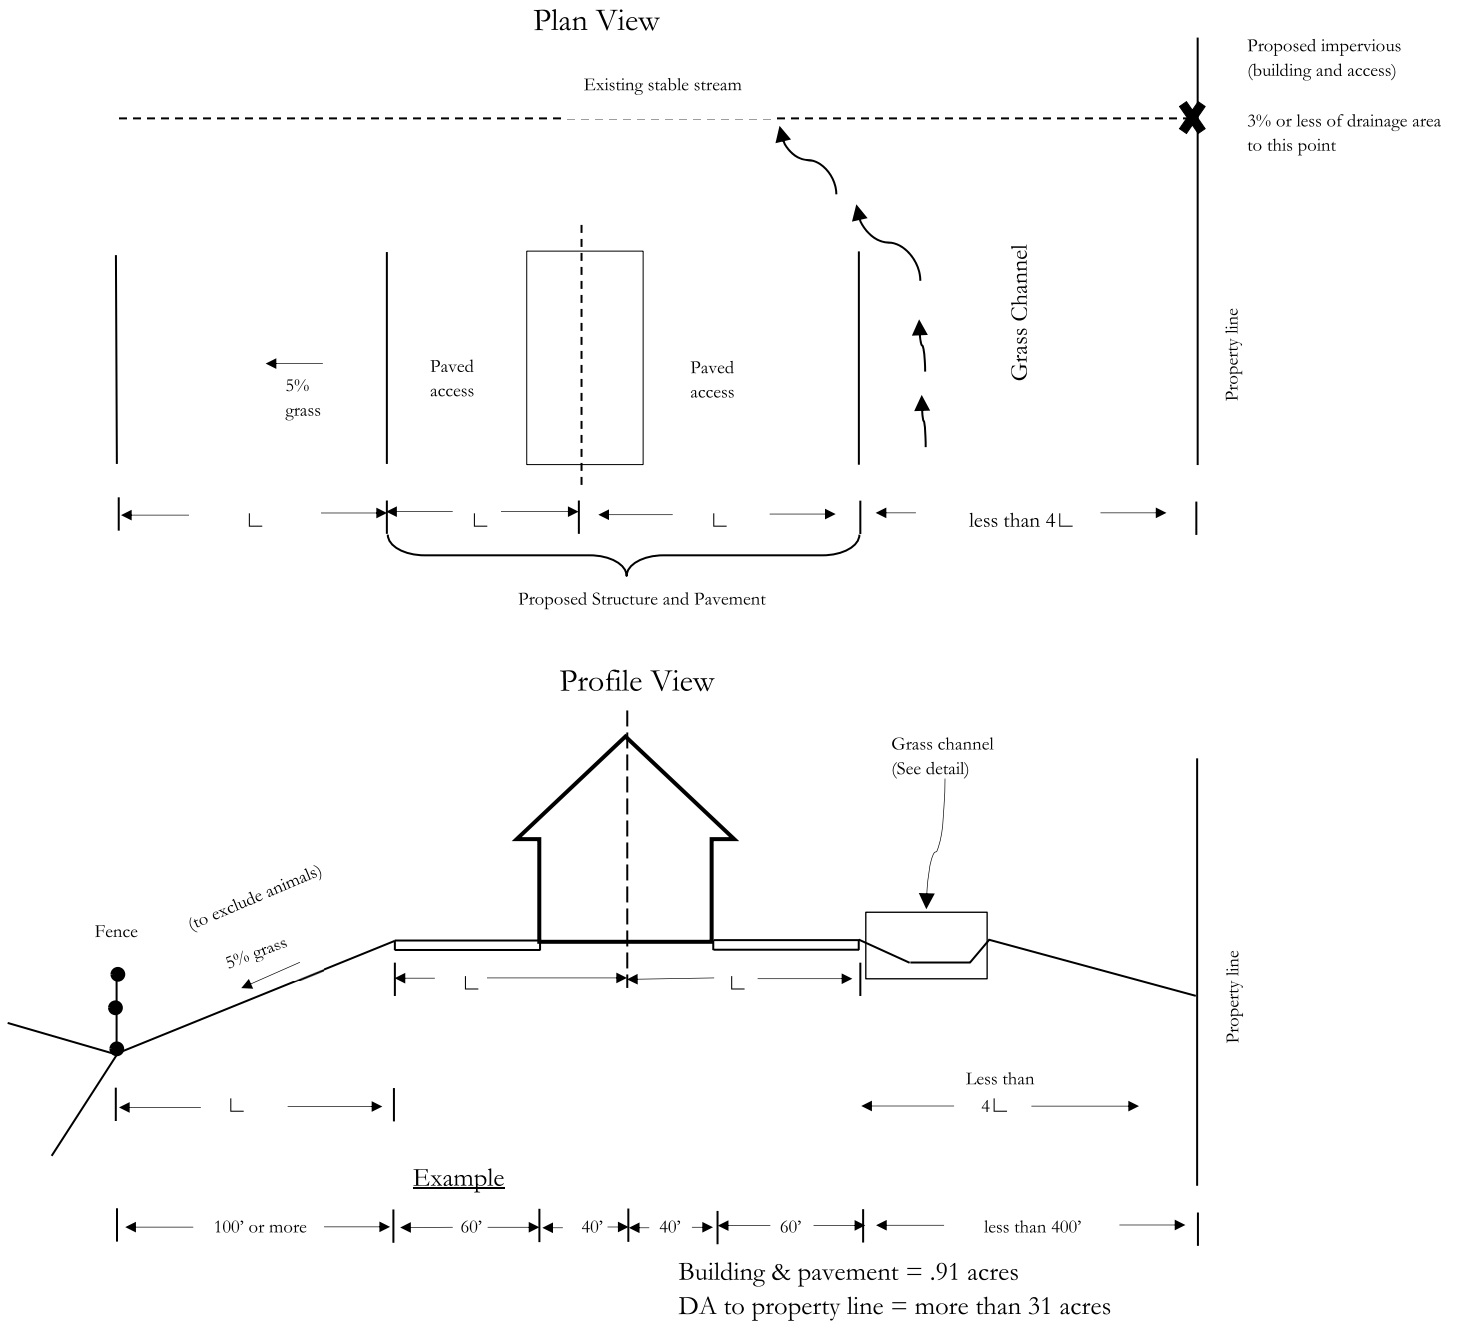 Plan View
Proposed impervious
(building and access)
Existing stable stream
3% or less of drainage area
to this point
Grass Channel
Property line
5%
grass
Paved
access
Paved
access
L
L
L
less than 4L
Proposed Structure and Pavement
Profile View
Grass channel
(See detail)
(to exclude animals)
Fence
5% grass
L
L
Property line
Less than
4L
L
Example
100’ or more
60’
40’
40’
60’
less than 400’
Building & pavement = .91 acres
DA to property line = more than 31 acres